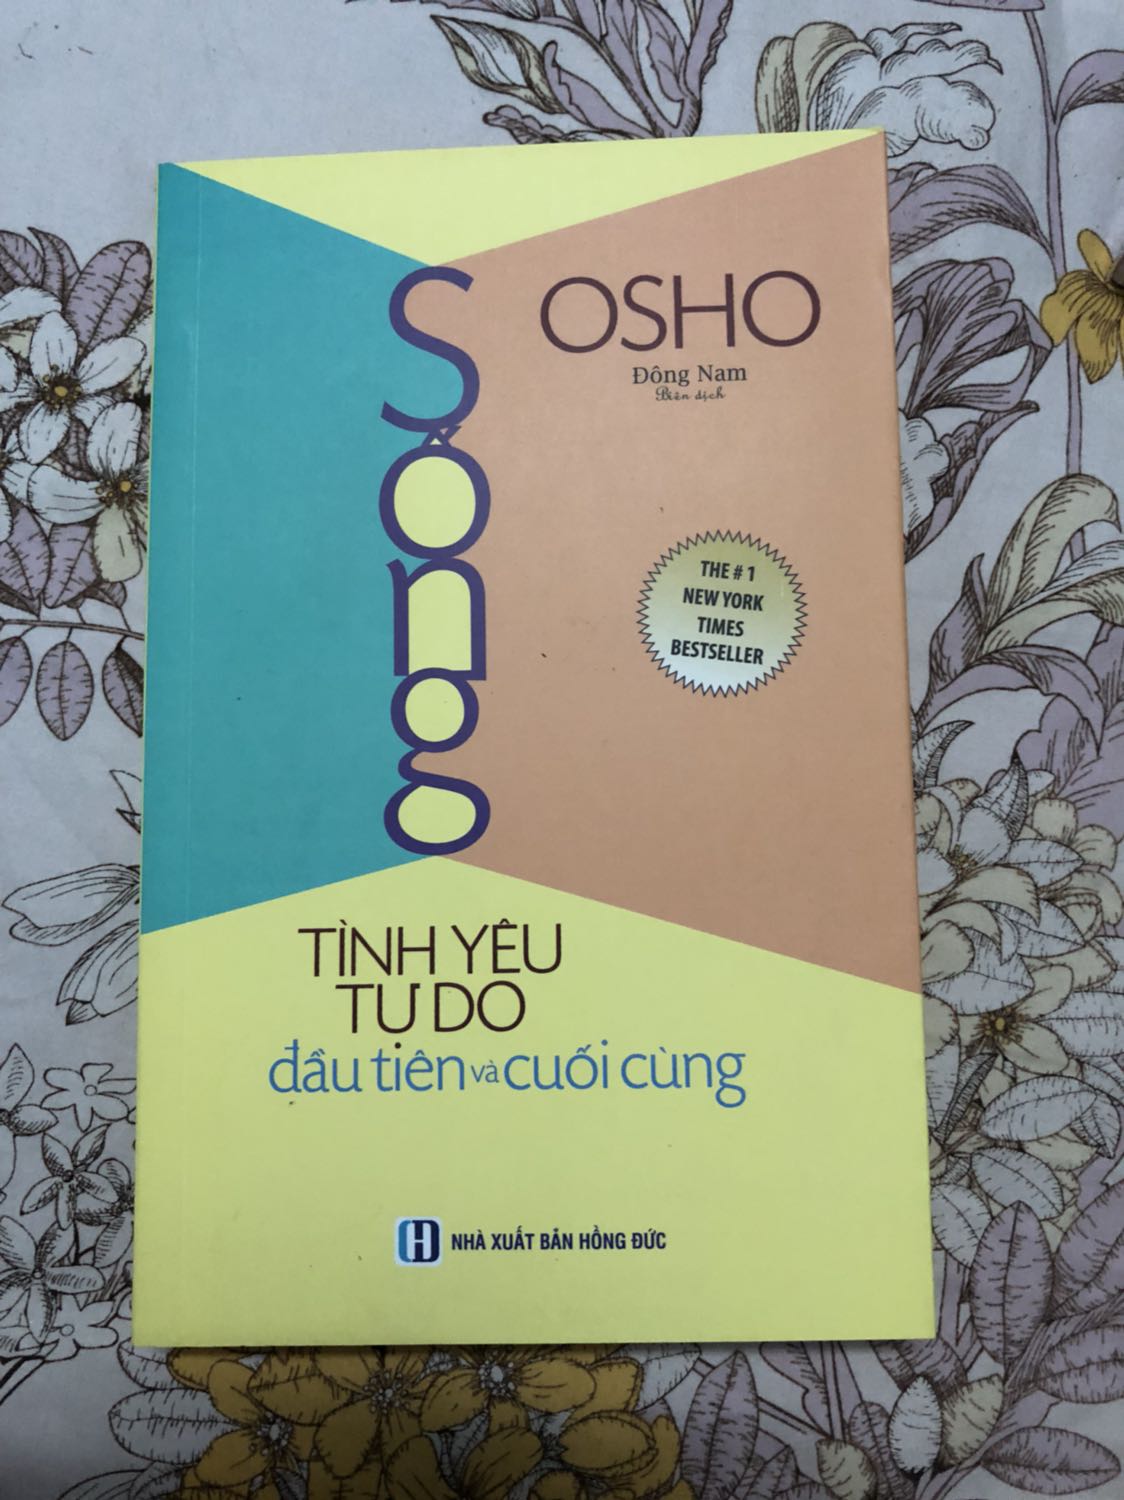 Sống
OSHO
Đông Nam
Biên dịch
THE # 1
NEW YORK
TIMES
BESTSELLER
TÌNH YÊU
TỰ DO
đầu tiên và cuối cùng
NHÀ XUẤT BẢN HỒNG ĐỨC